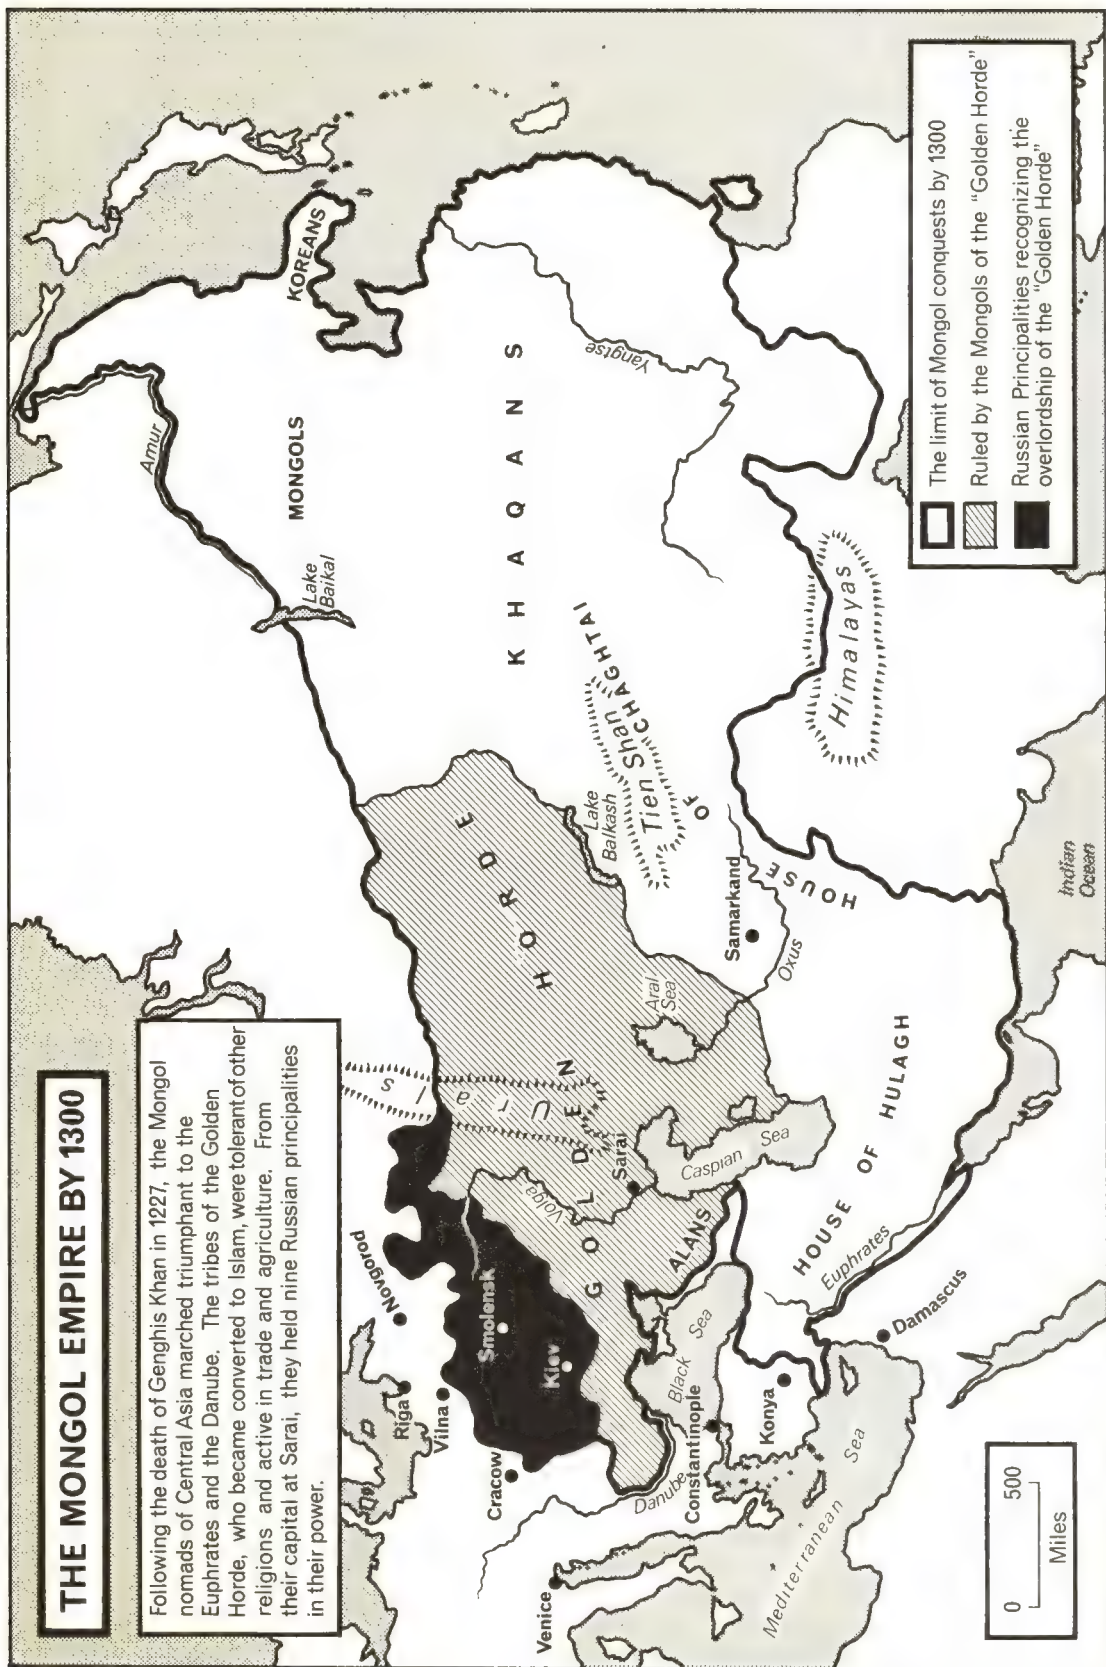 THE MONGOL EMPIRE BY 1300
Following the death of Genghis Khan in 1227, the Mongol
nomads of Central Asia marched triumphant to the
Euphrates and the Danube. The tribes of the Golden
Horde, who became converted to Islam, were tolerant of other
religions and active in trade and agriculture. From
their capital at Sarai, they held nine Russian principalities
in their power.
Novgorop
Riga
Vilna
Smolensk
Kiev
Cracow
Venice
Danube
Constantinople
Black Sea
Konya
Mediterranean Sea
Damascus
Euphrates
Volga
Urals
Sarai
ALANS
Caspian Sea
Aral Sea
GOLDEN HORDE
HOUSE OF HULAGH
Oxus
Samarkand
HOUSE OF CHAGHTAI
Lake
Balkash
Tien Shan
Himalayas
Indian
Ocean
Lake
Baikal
Amur
MONGOLS
KHAQANS
KOREANS
Yangtse
The limit of Mongol conquests by 1300
Ruled by the Mongols of the "Golden Horde"
Russian Principalities recognizing the
overlordship of the "Golden Horde"
0 500
Miles